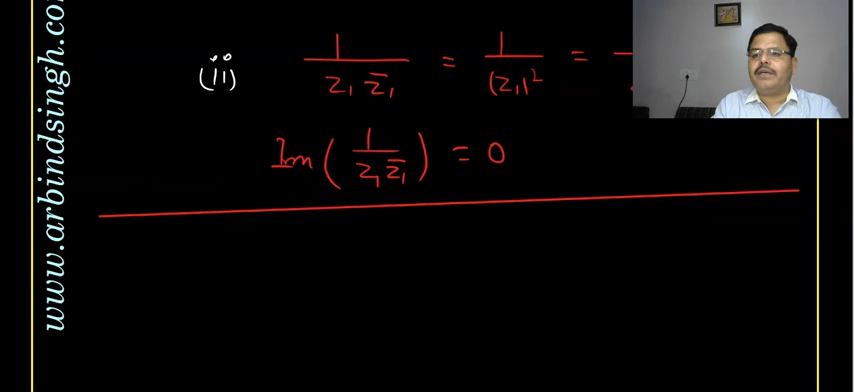 (ii) 1/(z₁ z̄₁) = 1/(z₁)² =
Im(1/(z₁ z̄₁)) = 0
www.arbindsingh.co